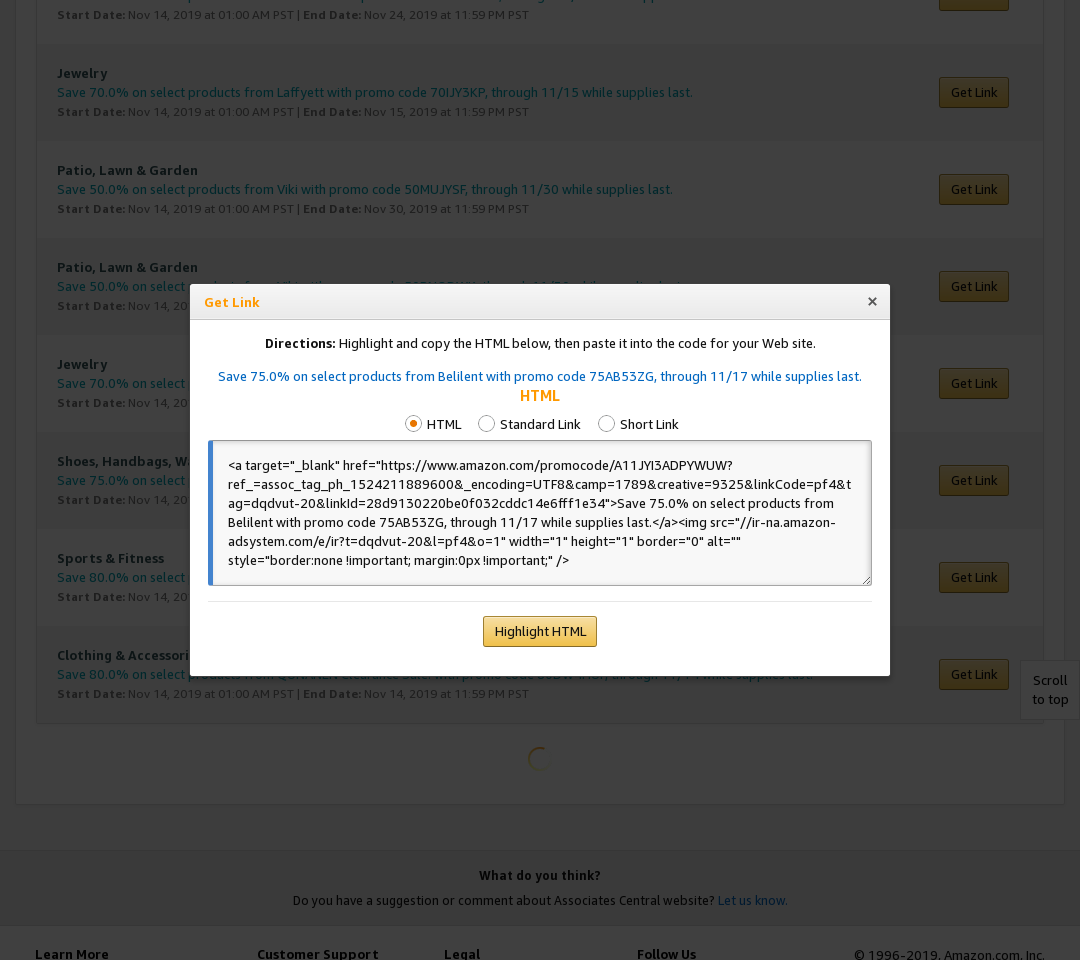 Start Date: Nov 14, 2019 at 01:00 AM PST | End Date: Nov 24, 2019 at 11:59 PM PST
Jewelry
Save 70.0% on select products from Laffyett with promo code 70IJY3KP, through 11/15 while supplies last.
Start Date: Nov 14, 2019 at 01:00 AM PST | End Date: Nov 15, 2019 at 11:59 PM PST
Get Link
Patio, Lawn & Garden
Save 50.0% on select products from Viki with promo code 50MUJYSF, through 11/30 while supplies last.
Start Date: Nov 14, 2019 at 01:00 AM PST | End Date: Nov 30, 2019 at 11:59 PM PST
Get Link
Patio, Lawn & Garden
Save 50.0% on select
Start Date: Nov 14, 20
Get Link
Get Link
×
Directions: Highlight and copy the HTML below, then paste it into the code for your Web site.
Save 75.0% on select products from Belilent with promo code 75AB53ZG, through 11/17 while supplies last.
HTML
HTML
Standard Link
Short Link
<a target="_blank" href="https://www.amazon.com/promocode/A11JYI3ADPYWUW?
ref_=assoc_tag_ph_1524211889600&_encoding=UTF8&camp=1789&creative=9325&linkCode=pf4&t
ag=dqdvut-20&linkId=28d9130220be0f032cddc14e6fff1e34">Save 75.0% on select products from
Belilent with promo code 75AB53ZG, through 11/17 while supplies last.</a><img src="//ir-na.amazon-
adsystem.com/e/ir?t=dqdvut-20&l=pf4&o=1" width="1" height="1" border="0" alt=""
style="border:none !important; margin:0px !important;" />
Highlight HTML
Jewelry
Save 70.0% on select
Start Date: Nov 14, 20
Get Link
Shoes, Handbags, Wa
Save 75.0% on select
Start Date: Nov 14, 20
Get Link
Sports & Fitness
Save 80.0% on select
Start Date: Nov 14, 20
Get Link
Clothing & Accessori
Save 80.0% on select
Start Date: Nov 14, 2019 at 01:00 AM PST | End Date: Nov 14, 2019 at 11:59 PM PST
Get Link
Scroll
to top
What do you think?
Do you have a suggestion or comment about Associates Central website? Let us know.
Learn More
Customer Support
Legal
Follow Us
© 1996-2019, Amazon.com, Inc.